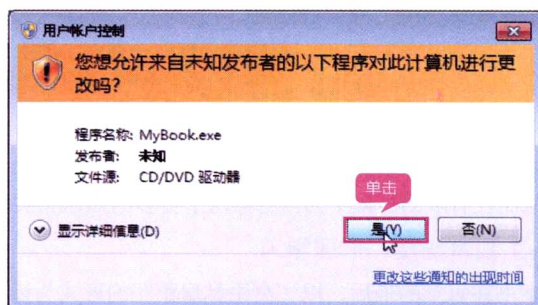 用户帐户控制
您想允许来自未知发布者的以下程序对此计算机进行更
改吗？
程序名称: MyBook.exe
发布者: 未知
文件源: CD/DVD 驱动器
单击
显示详细信息(D)
是(Y)
否(N)
更改这些通知的出现时间